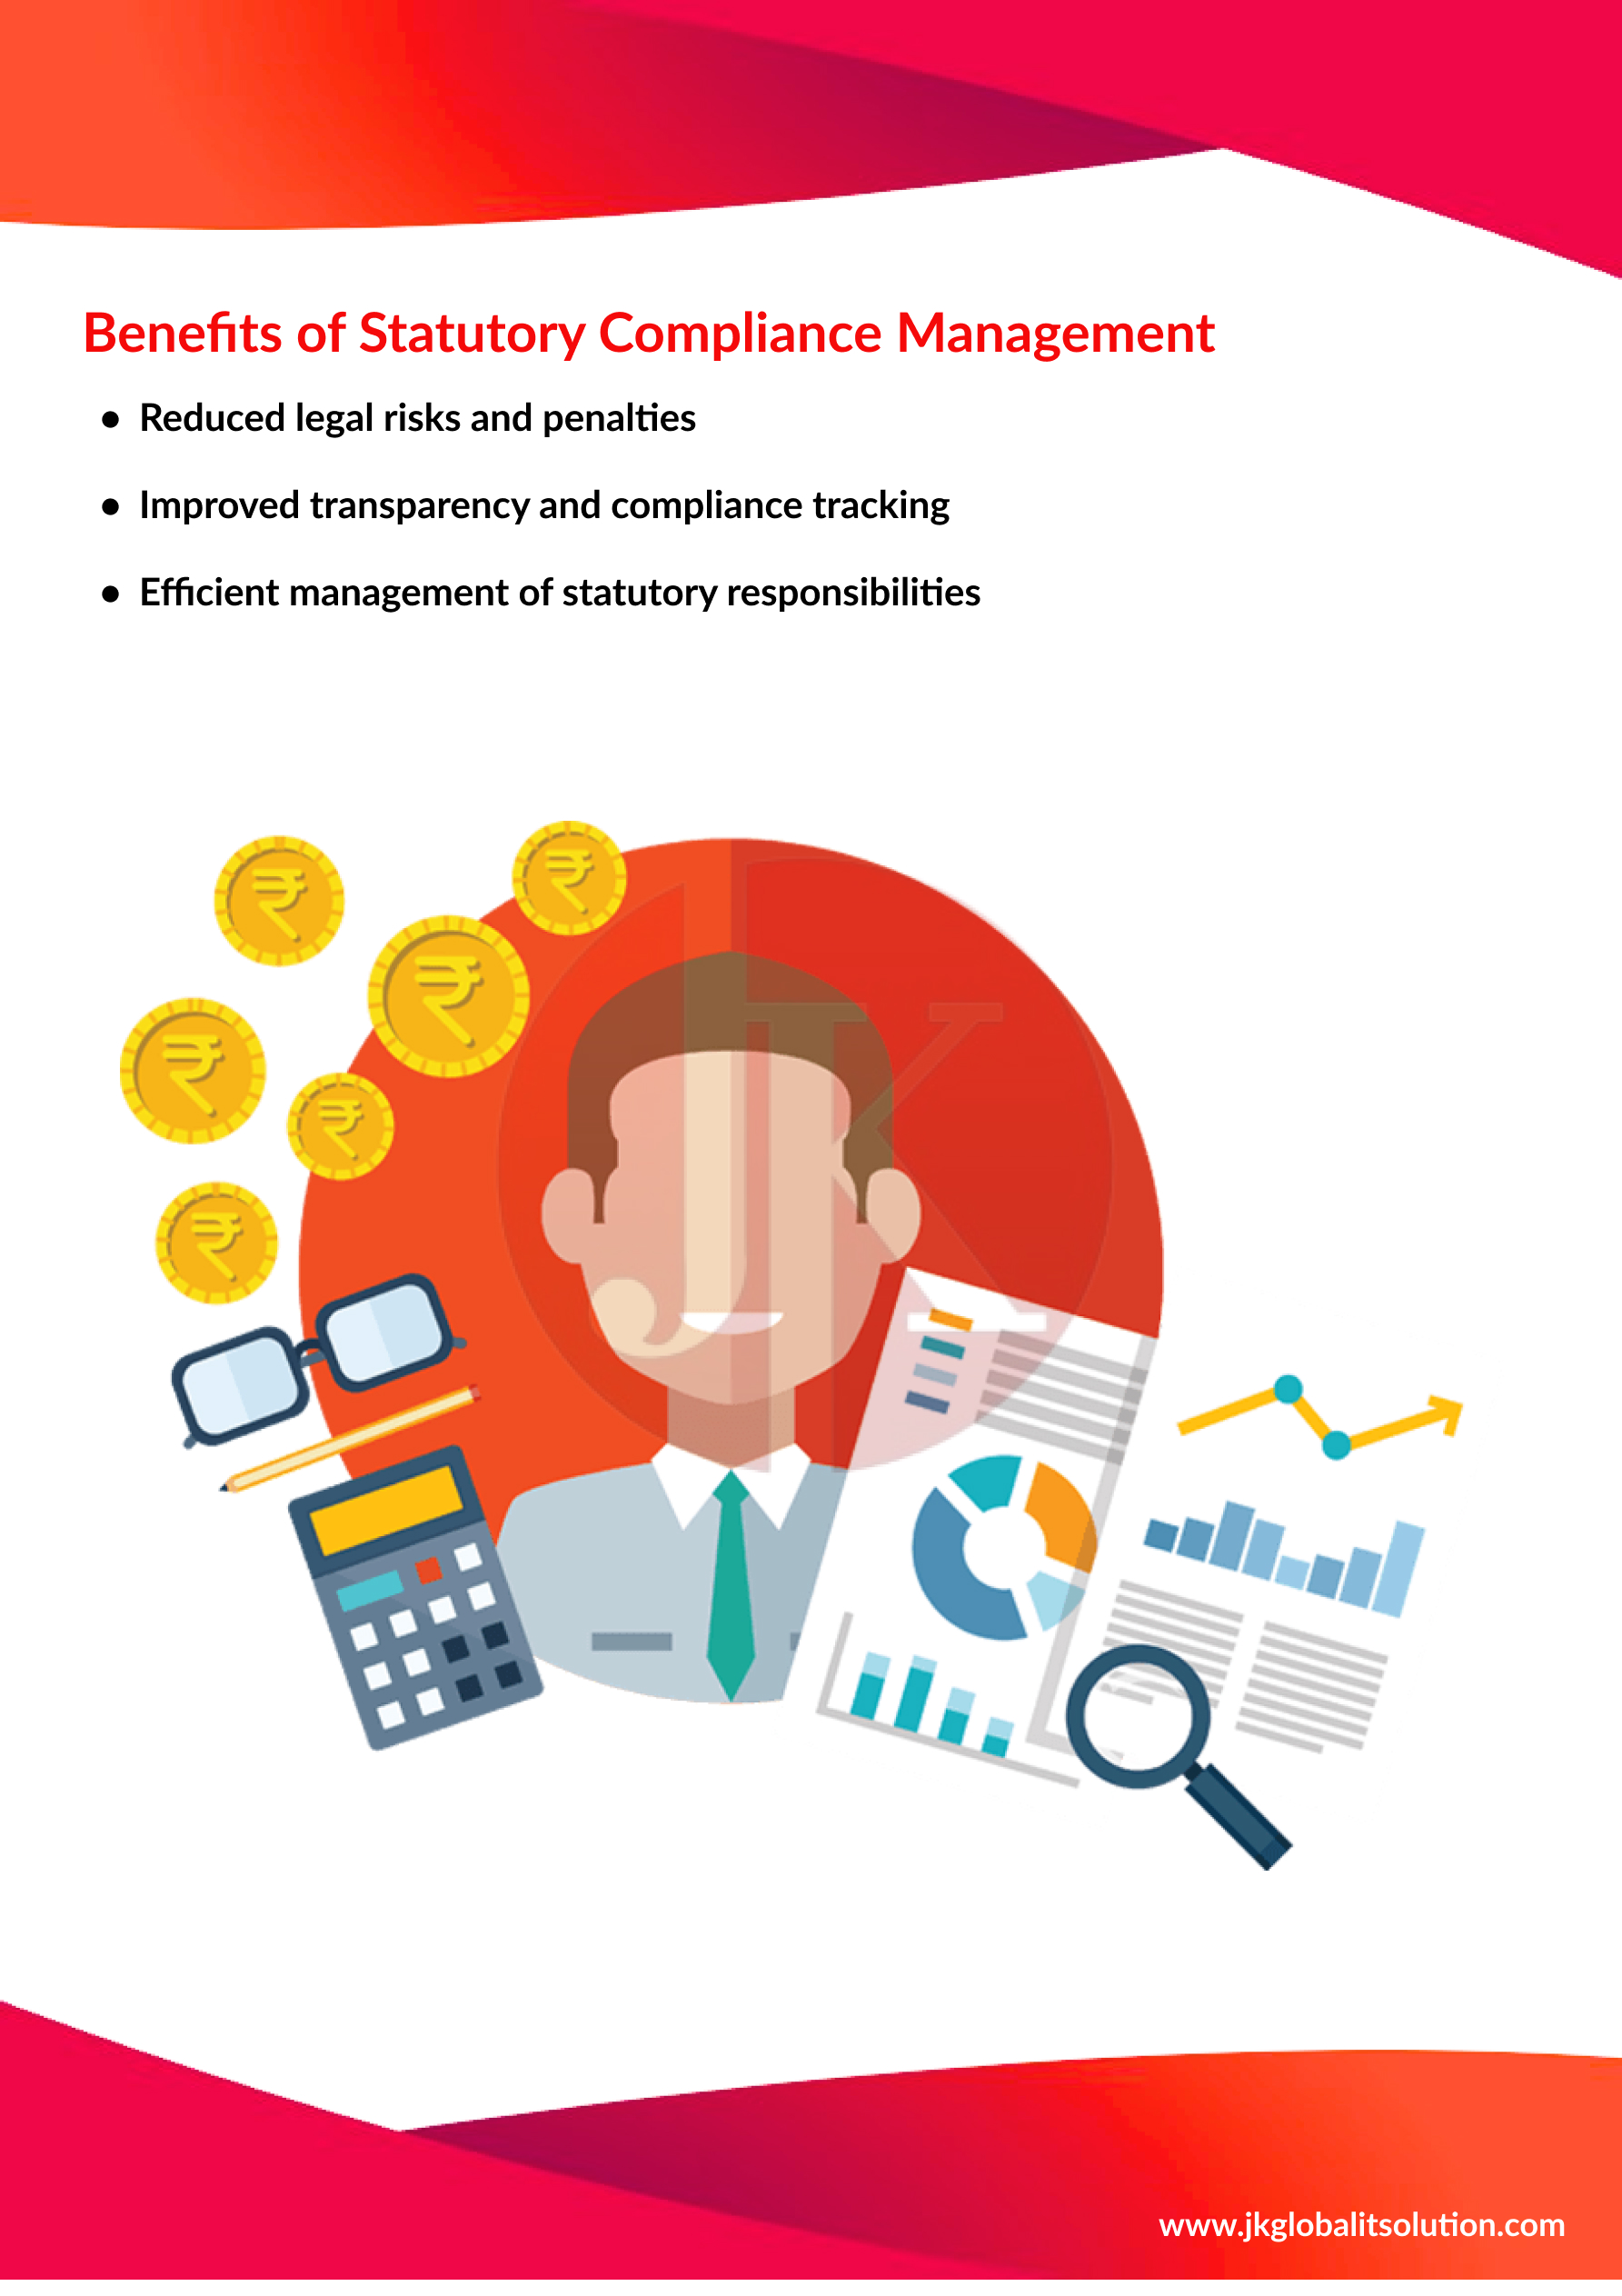 Benefits of Statutory Compliance Management
● Reduced legal risks and penalties
● Improved transparency and compliance tracking
● Efficient management of statutory responsibilities
₹
₹
₹
₹
₹
₹
JK
www.jkglobalitsolution.com